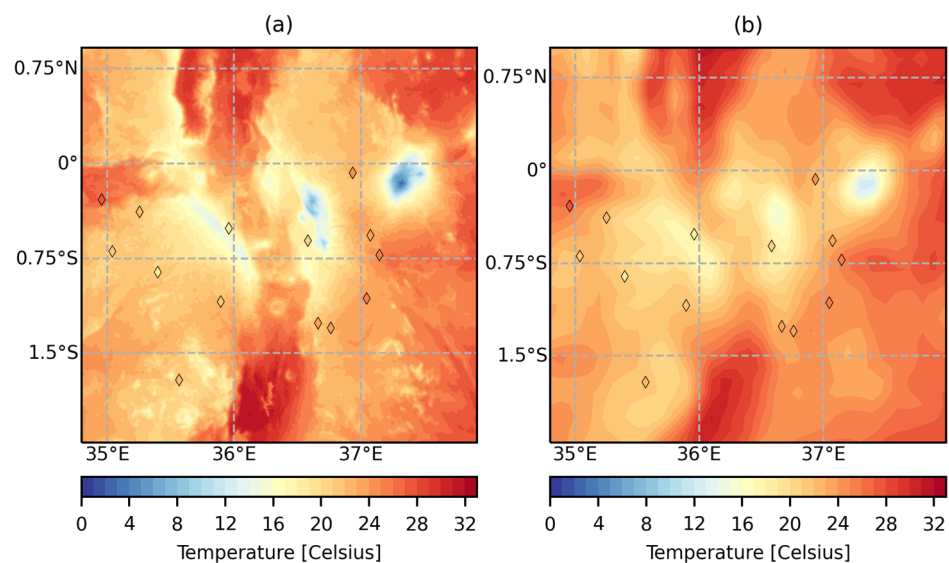 (a) (b)
0.75°N 0.75°N
0° 0°
0.75°S 0.75°S
1.5°S 1.5°S
35°E 36°E 37°E 35°E 36°E 37°E
0 4 8 12 16 20 24 28 32 0 4 8 12 16 20 24 28 32
Temperature [Celsius] Temperature [Celsius]